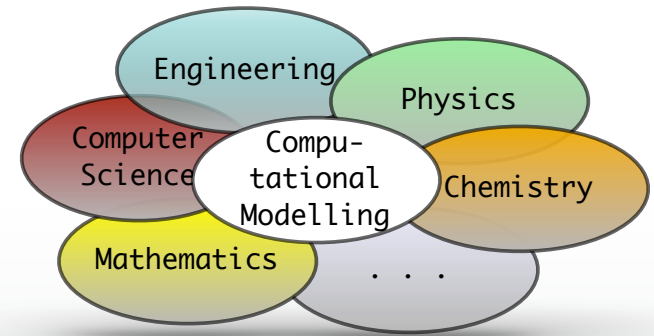 Engineering
Physics
Computer
Science
Compu-
tational
Modelling
Chemistry
Mathematics
. . .